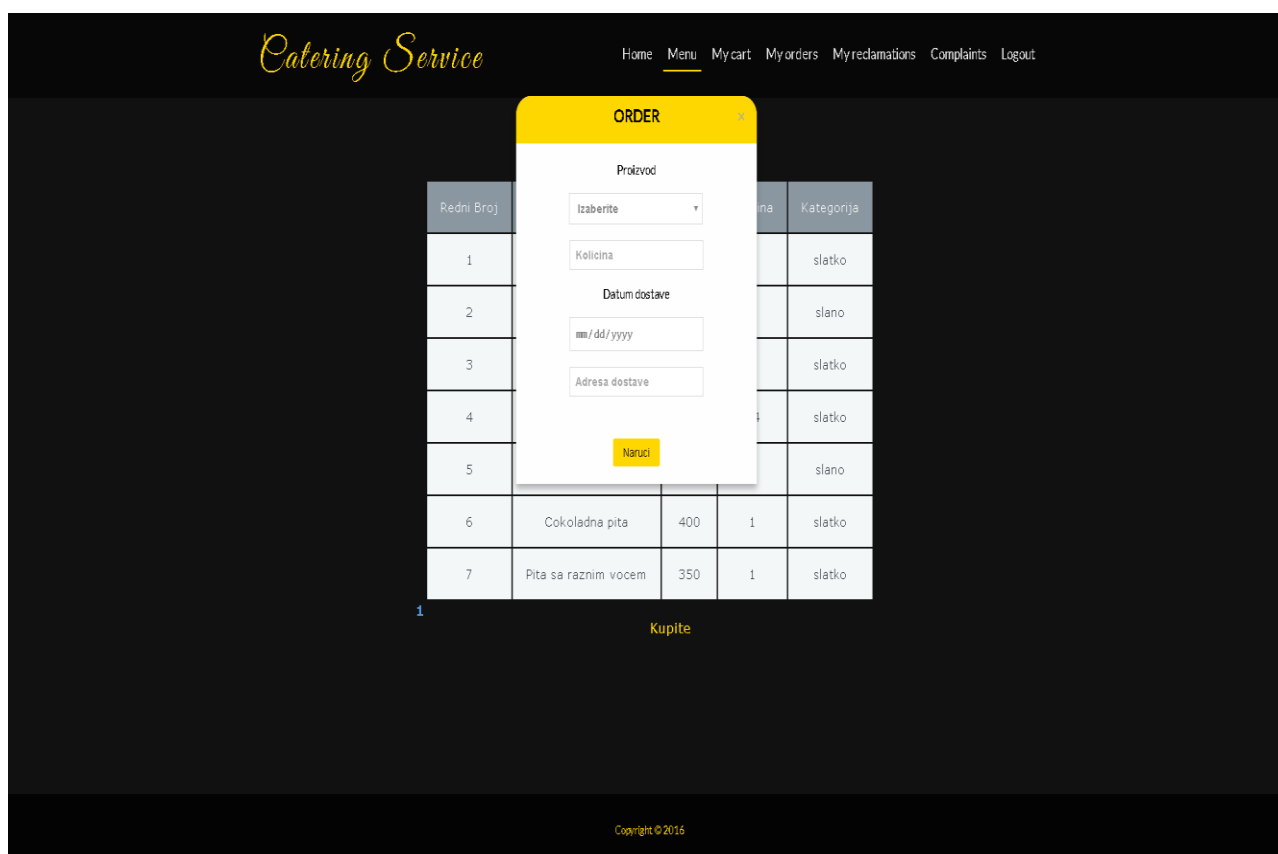 Catering Service
Home Menu My cart My orders My reclamations Complaints Logout
ORDER x
Proizvod
Izaberite
Kolicina
Datum dostave
mm/dd/yyyy
Adresa dostave
Naruci
Redni Broj Kategorija
1 slatko
2 slano
3 slatko
4 slatko
5 slano
6 Cokoladna pita 400 1 slatko
7 Pita sa raznim vocem 350 1 slatko
1
Kupite
Copyright © 2016